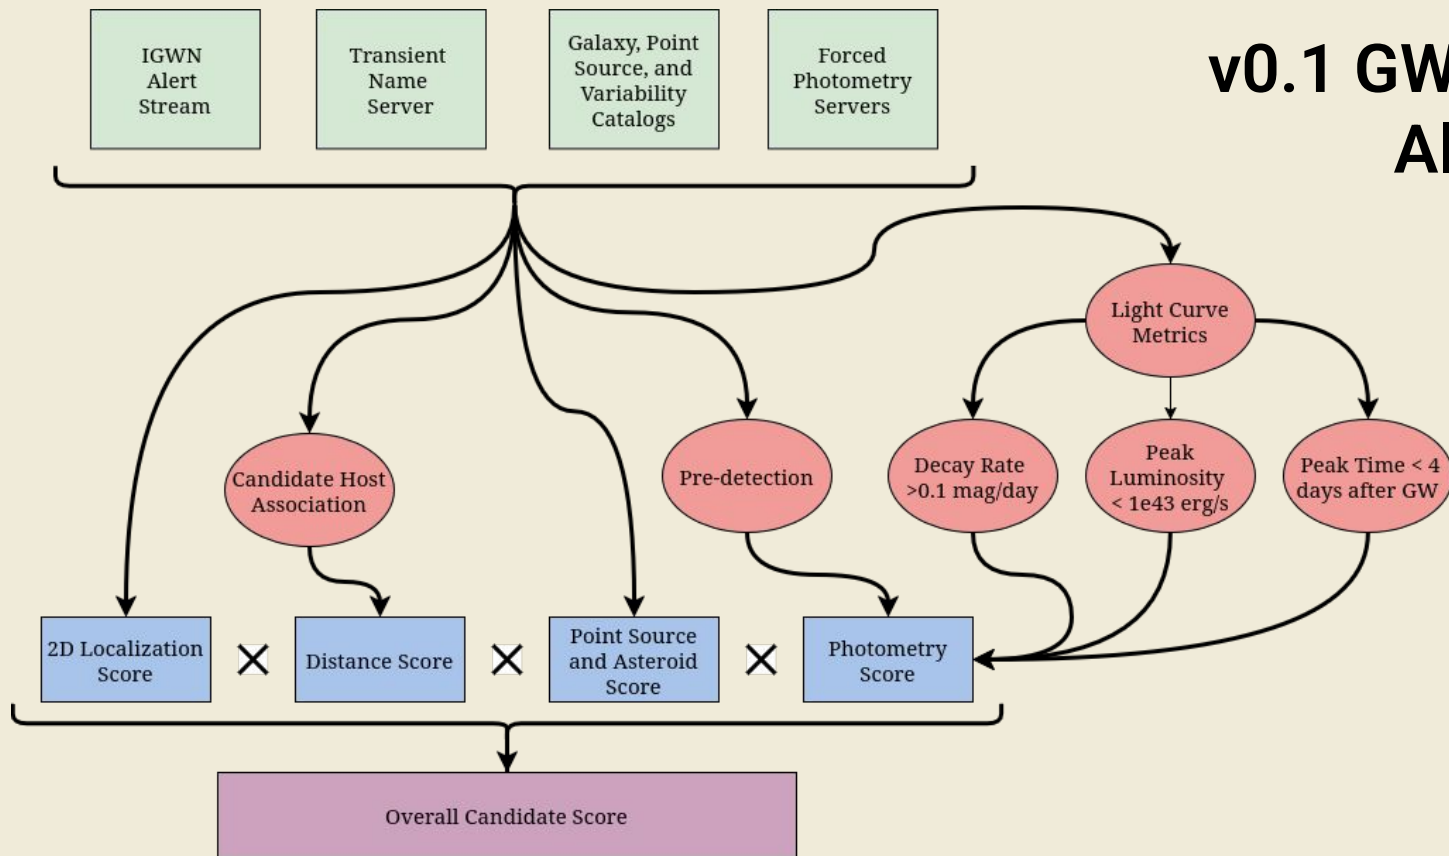 IGWN
Alert
Stream
Transient
Name
Server
Galaxy, Point
Source, and
Variability
Catalogs
Forced
Photometry
Servers
v0.1 GW
Light Curve
Metrics
Candidate Host
Association
Pre-detection
Decay Rate
>0.1 mag/day
Peak
Luminosity
< 1e43 erg/s
Peak Time < 4
days after GW
2D Localization
Score
Distance Score
Point Source
and Asteroid
Score
Photometry
Score
Overall Candidate Score